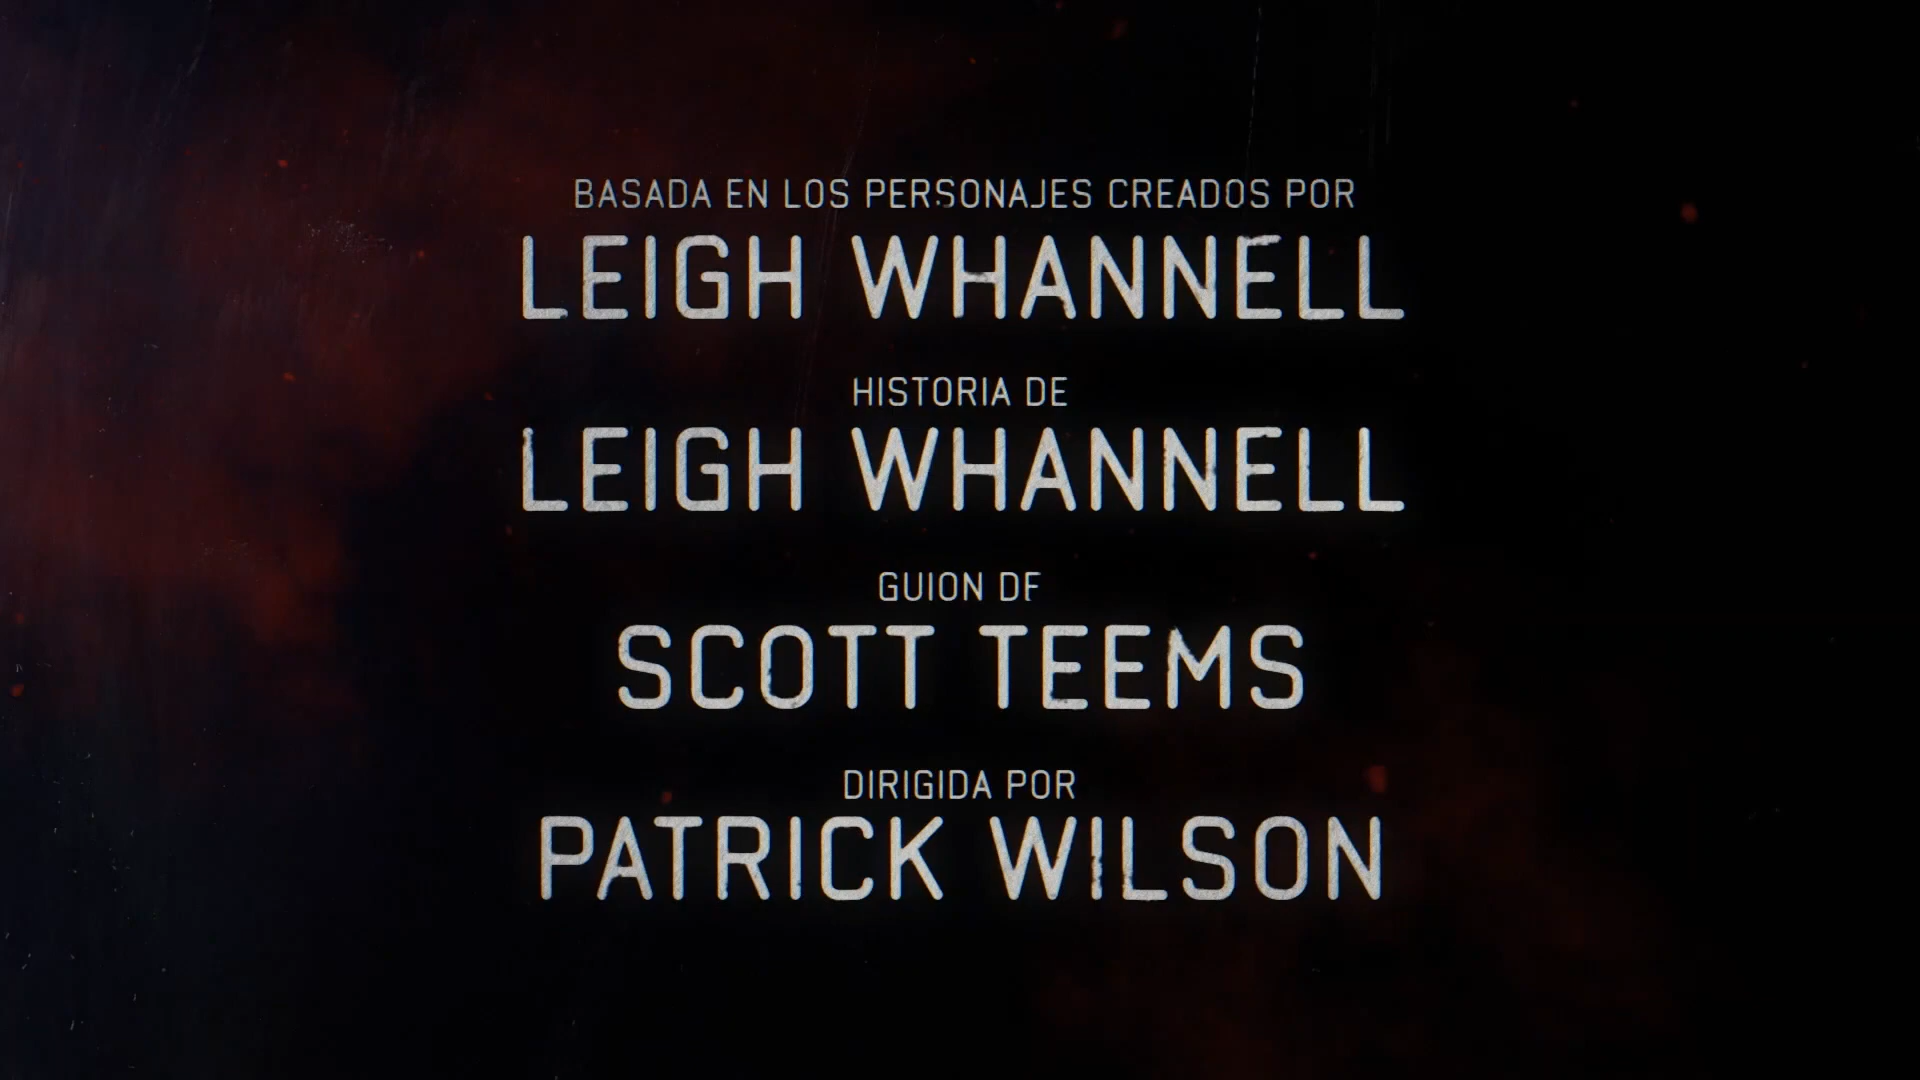 BASADA EN LOS PERSONAJES CREADOS POR
LEIGH WHANNELL
HISTORIA DE
LEIGH WHANNELL
GUION DE
SCOTT TEEMS
DIRIGIDA POR
PATRICK WILSON